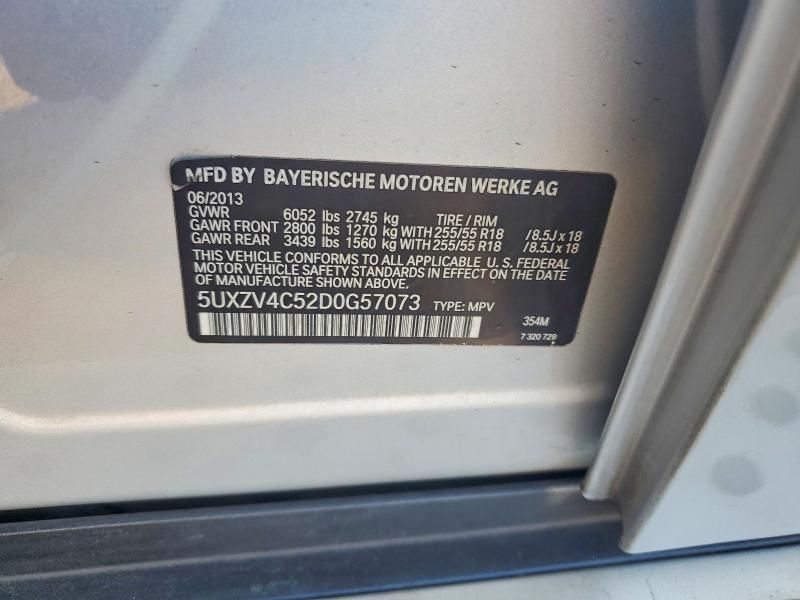 MFD BY BAYERISCHE MOTOREN WERKE AG
06/2013
GVWR 6052 lbs 2745 kg TIRE / RIM
GAWR FRONT 2800 lbs 1270 kg WITH 255/55 R18 /8.5J x 18
GAWR REAR 3439 lbs 1560 kg WITH 255/55 R18 /8.5J x 18
THIS VEHICLE CONFORMS TO ALL APPLICABLE U. S. FEDERAL
MOTOR VEHICLE SAFETY STANDARDS IN EFFECT ON THE DATE
OF MANUFACTURE SHOWN ABOVE.
5UXZV4C52D0G57073 TYPE: MPV
354M
7 320 729